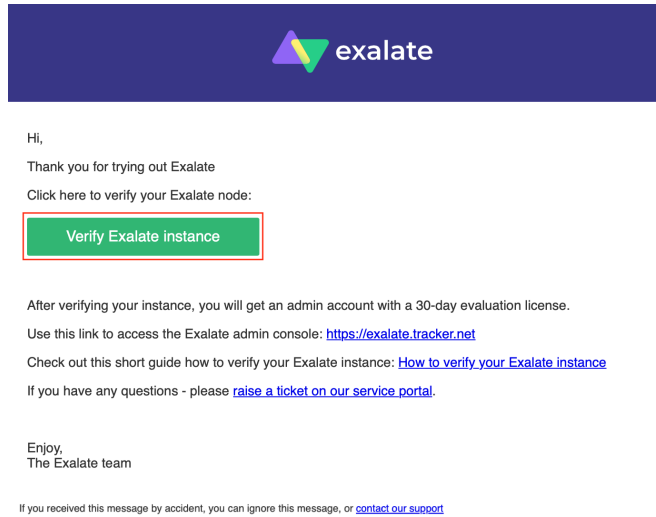 exalate
Hi,
Thank you for trying out Exalate
Click here to verify your Exalate node:
Verify Exalate instance
After verifying your instance, you will get an admin account with a 30-day evaluation license.
Use this link to access the Exalate admin console: https://exalate.tracker.net
Check out this short guide how to verify your Exalate instance: How to verify your Exalate instance
If you have any questions - please raise a ticket on our service portal.
Enjoy,
The Exalate team
If you received this message by accident, you can ignore this message, or contact our support